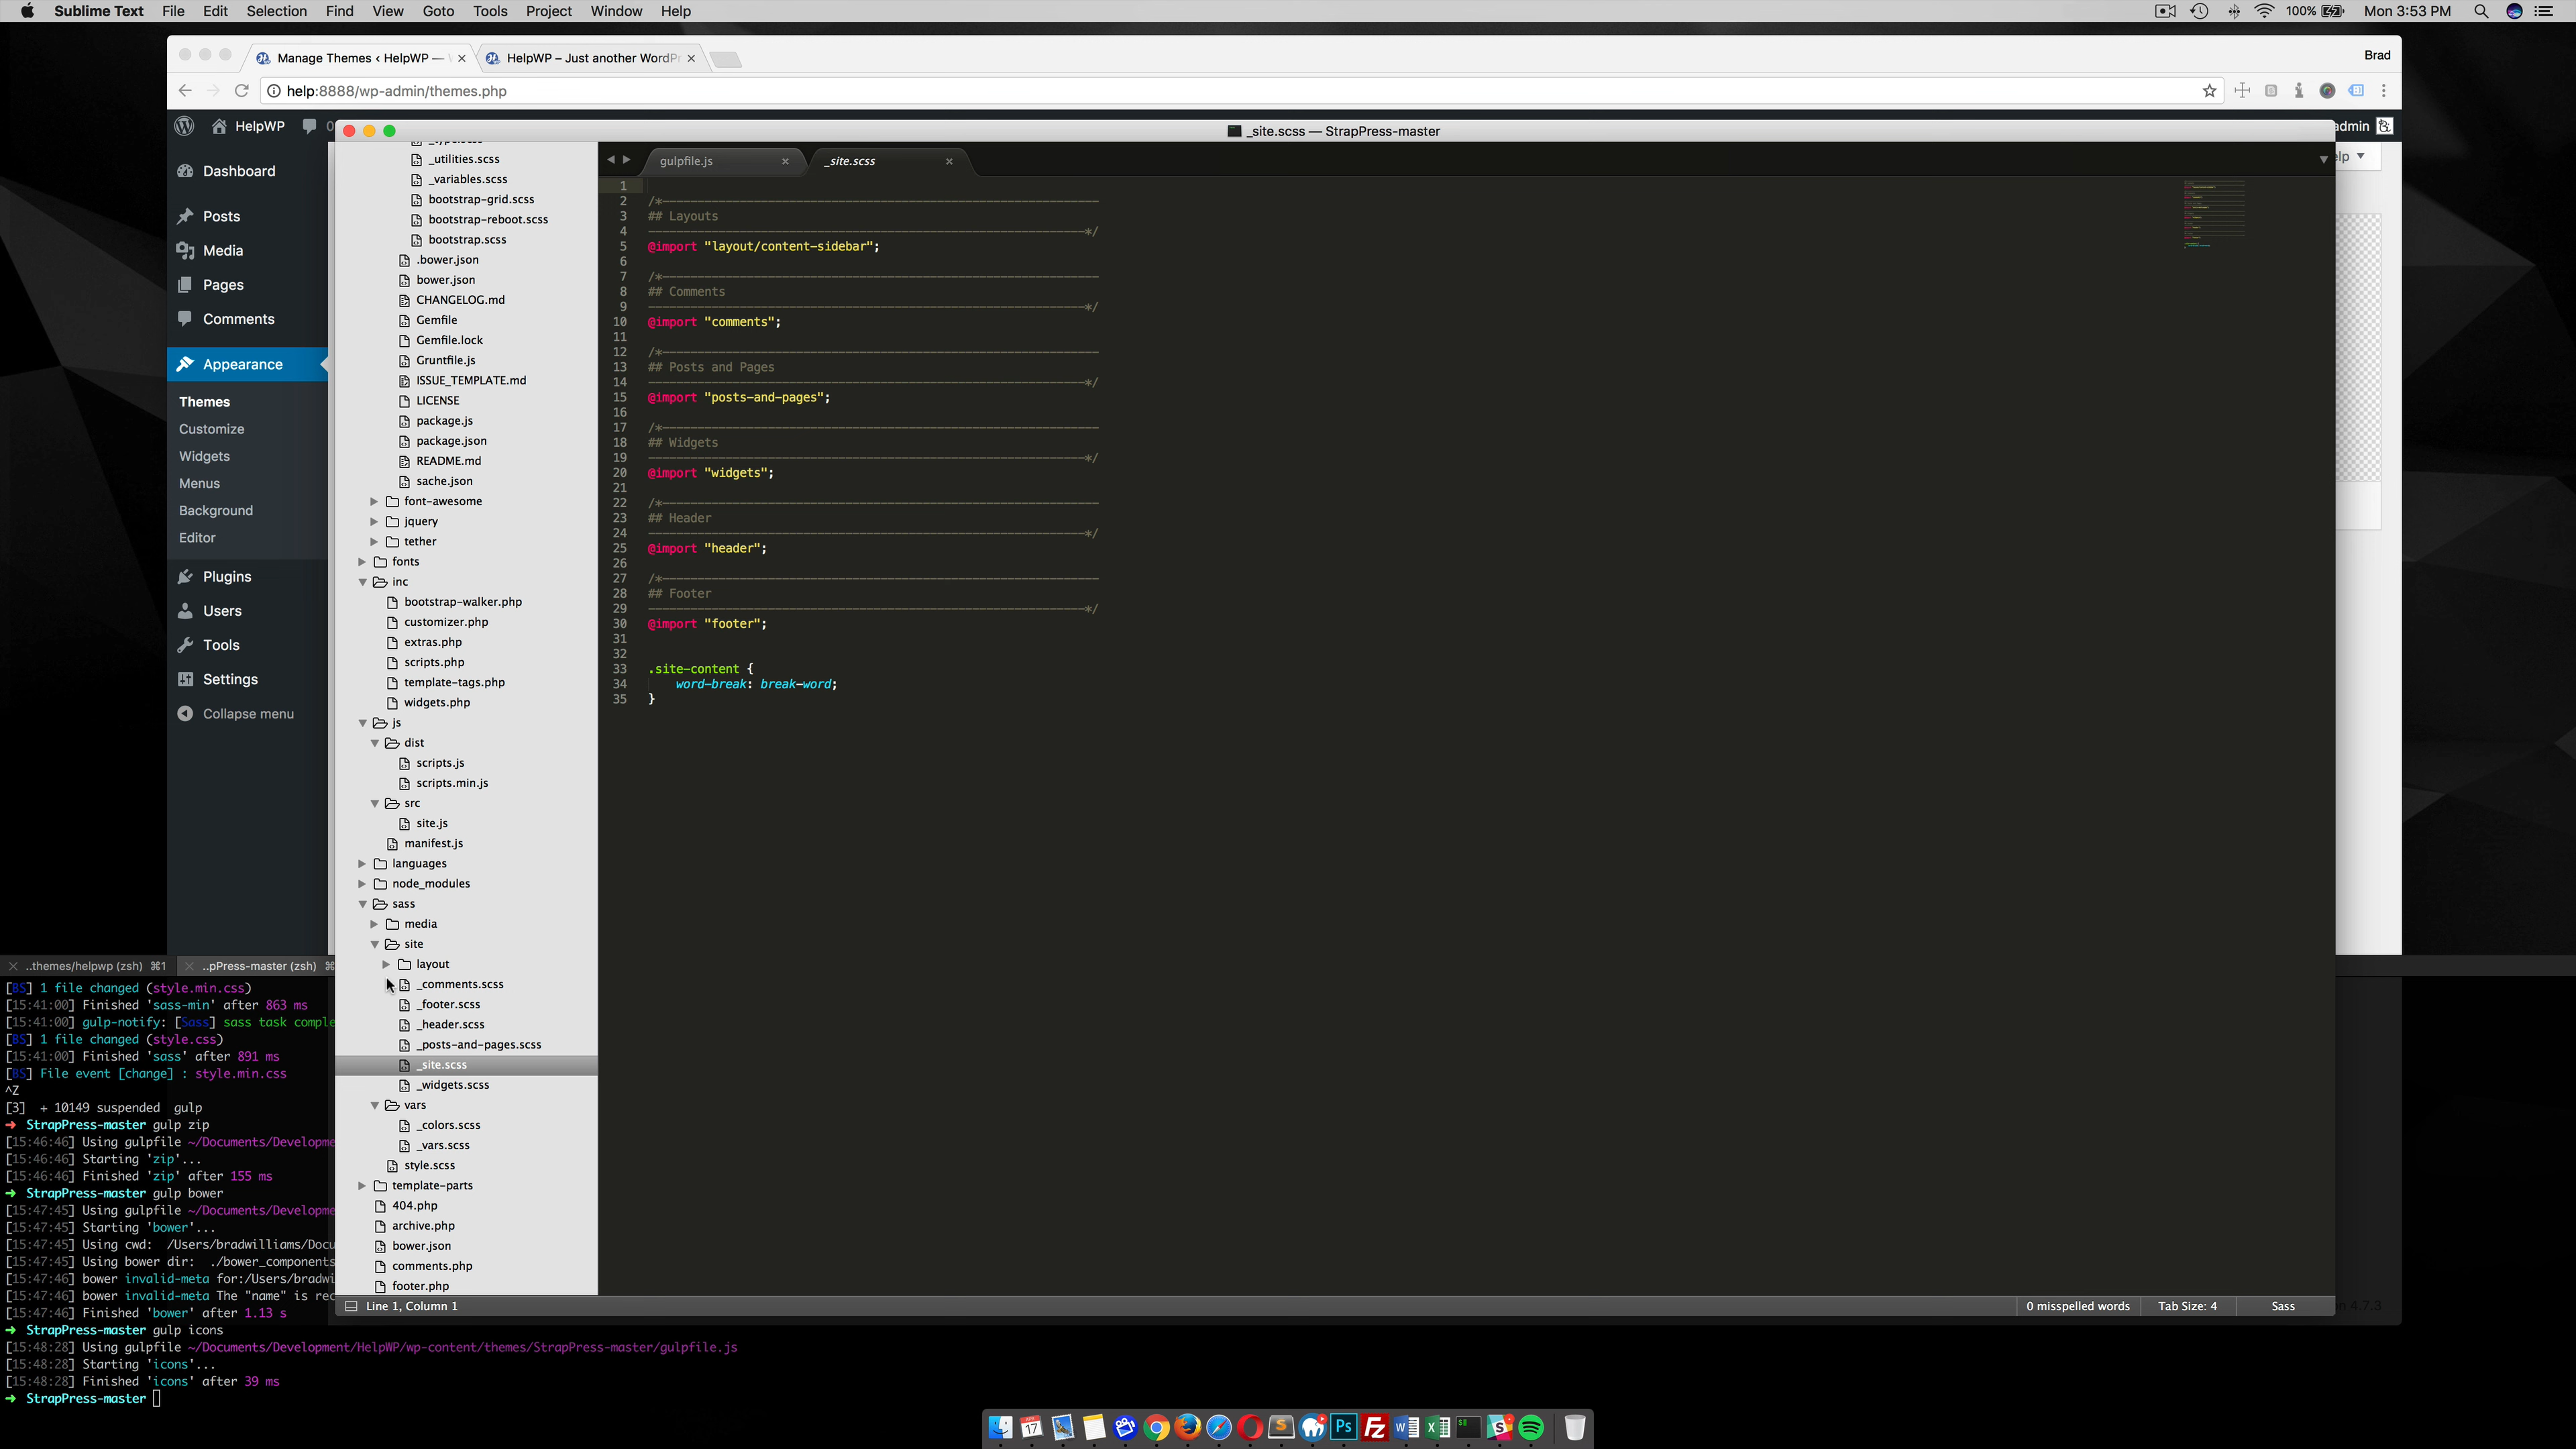 Sublime Text File Edit Selection Find View Goto Tools Project Window Help
100% Mon 3:53 PM
Manage Themes ‹ HelpWP —
HelpWP – Just another WordPr
Brad
help:8888/wp-admin/themes.php
HelpWP 0
admin
_site.scss — StrapPress-master
Dashboard
Posts
Media
Pages
Comments
Appearance
Themes
Customize
Widgets
Menus
Background
Editor
Plugins
Users
Tools
Settings
Collapse menu
_utilities.scss
_variables.scss
bootstrap-grid.scss
bootstrap-reboot.scss
bootstrap.scss
.bower.json
bower.json
CHANGELOG.md
Gemfile
Gemfile.lock
Gruntfile.js
ISSUE_TEMPLATE.md
LICENSE
package.js
package.json
README.md
sache.json
font-awesome
jquery
tether
fonts
inc
bootstrap-walker.php
customizer.php
extras.php
scripts.php
template-tags.php
widgets.php
js
dist
scripts.js
scripts.min.js
src
site.js
manifest.js
languages
node_modules
sass
media
site
layout
_comments.scss
_footer.scss
_header.scss
_posts-and-pages.scss
_site.scss
_widgets.scss
vars
_colors.scss
_vars.scss
style.scss
template-parts
404.php
archive.php
bower.json
comments.php
footer.php
gulpfile.js
_site.scss
1
2 /*--------------------------------------------------------------
3 ## Layouts
4 --------------------------------------------------------------*/
5 @import "layout/content-sidebar";
6
7 /*--------------------------------------------------------------
8 ## Comments
9 --------------------------------------------------------------*/
10 @import "comments";
11
12 /*--------------------------------------------------------------
13 ## Posts and Pages
14 --------------------------------------------------------------*/
15 @import "posts-and-pages";
16
17 /*--------------------------------------------------------------
18 ## Widgets
19 --------------------------------------------------------------*/
20 @import "widgets";
21
22 /*--------------------------------------------------------------
23 ## Header
24 --------------------------------------------------------------*/
25 @import "header";
26
27 /*--------------------------------------------------------------
28 ## Footer
29 --------------------------------------------------------------*/
30 @import "footer";
31
32
33 .site-content {
34 word-break: break-word;
35 }
Line 1, Column 1
0 misspelled words Tab Size: 4 Sass
4.7.3
..themes/helpwp (zsh) ⌘1
..pPress-master (zsh) ⌘
[BS] 1 file changed (style.min.css)
[15:41:00] Finished 'sass-min' after 863 ms
[15:41:00] gulp-notify: [Sass] sass task comple
[BS] 1 file changed (style.css)
[15:41:00] Finished 'sass' after 891 ms
[BS] File event [change] : style.min.css
^Z
[3] + 10149 suspended gulp
➜ StrapPress-master gulp zip
[15:46:46] Using gulpfile ~/Documents/Developme
[15:46:46] Starting 'zip'...
[15:46:46] Finished 'zip' after 155 ms
➜ StrapPress-master gulp bower
[15:47:45] Using gulpfile ~/Documents/Developme
[15:47:45] Starting 'bower'...
[15:47:45] Using cwd: /Users/bradwilliams/Docu
[15:47:45] Using bower dir: ./bower_components
[15:47:46] bower invalid-meta for:/Users/bradwi
[15:47:46] bower invalid-meta The "name" is rec
[15:47:46] Finished 'bower' after 1.13 s
➜ StrapPress-master gulp icons
[15:48:28] Using gulpfile ~/Documents/Development/HelpWP/wp-content/themes/StrapPress-master/gulpfile.js
[15:48:28] Starting 'icons'...
[15:48:28] Finished 'icons' after 39 ms
➜ StrapPress-master
17
Ps
Fz